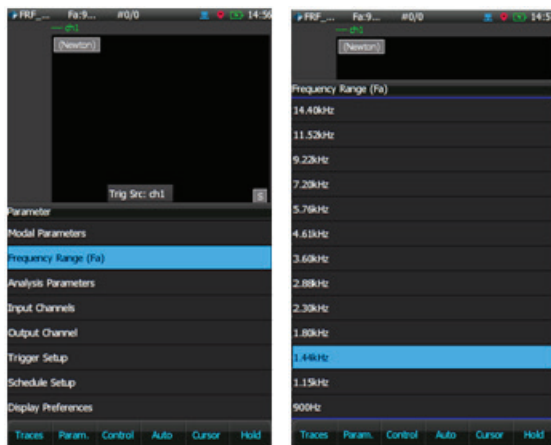 FRF_... Fa:9... #0/0 14:56
ch1
(Newton)
Trig Src: ch1 S
Parameter
Modal Parameters
Frequency Range (Fa)
Analysis Parameters
Input Channels
Output Channel
Trigger Setup
Schedule Setup
Display Preferences
Traces Param. Control Auto Cursor Hold
FRF_... Fa:9... #0/0 14:5
ch1
(Newton)
Frequency Range (Fa)
14.40kHz
11.52kHz
9.22kHz
7.20kHz
5.76kHz
4.61kHz
3.60kHz
2.88kHz
2.30kHz
1.80kHz
1.44kHz
1.15kHz
900Hz
Traces Param. Control Auto Cursor Hold